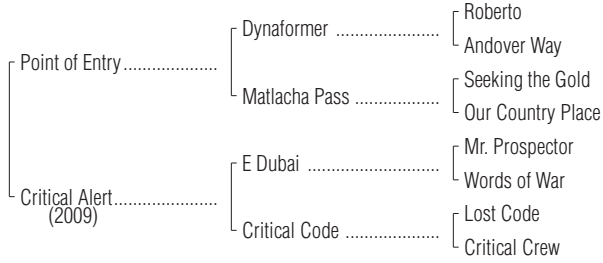 Roberto
Dynaformer ......................
Andover Way
Point of Entry....................
Seeking the Gold
Matlacha Pass ..................
Our Country Place
Mr. Prospector
E Dubai ............................
Words of War
Critical Alert......................
(2009)
Lost Code
Critical Code ....................
Critical Crew